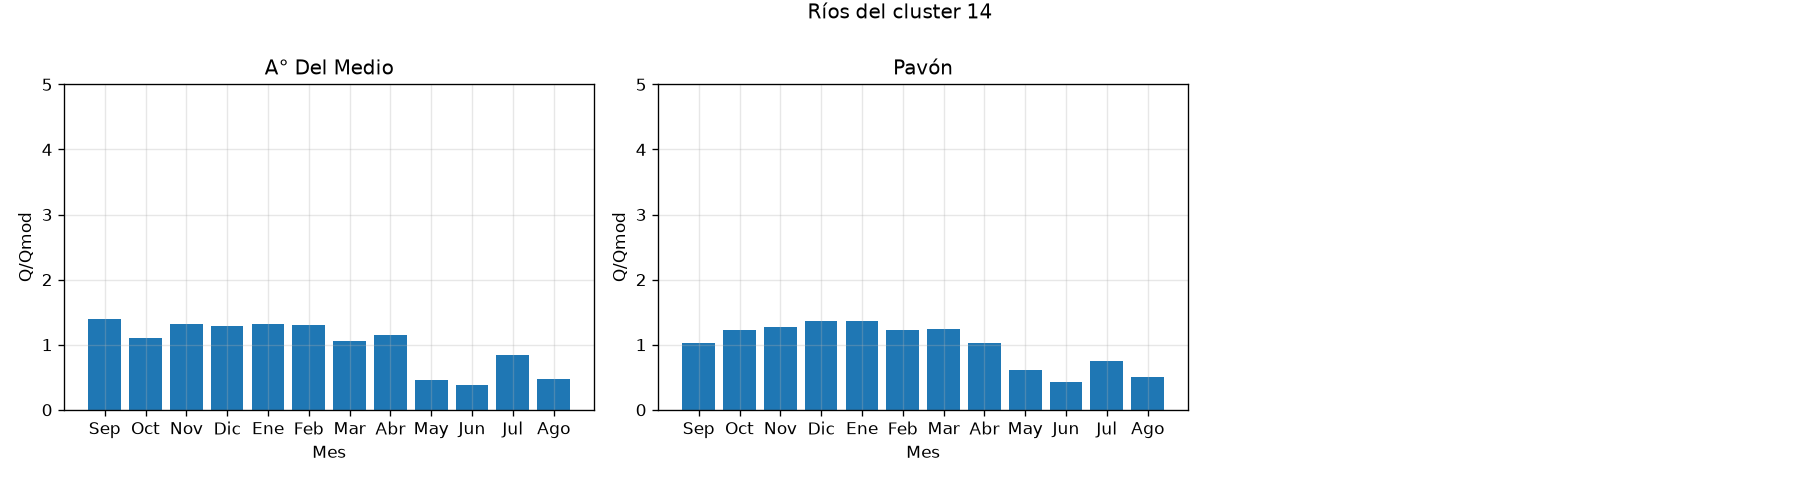 Ríos del cluster 14
A° Del Medio
5
4
3
2
1
0
Q/Qmod
Sep Oct Nov Dic Ene Feb Mar Abr May Jun Jul Ago
Mes
Pavón
5
4
3
2
1
0
Q/Qmod
Sep Oct Nov Dic Ene Feb Mar Abr May Jun Jul Ago
Mes